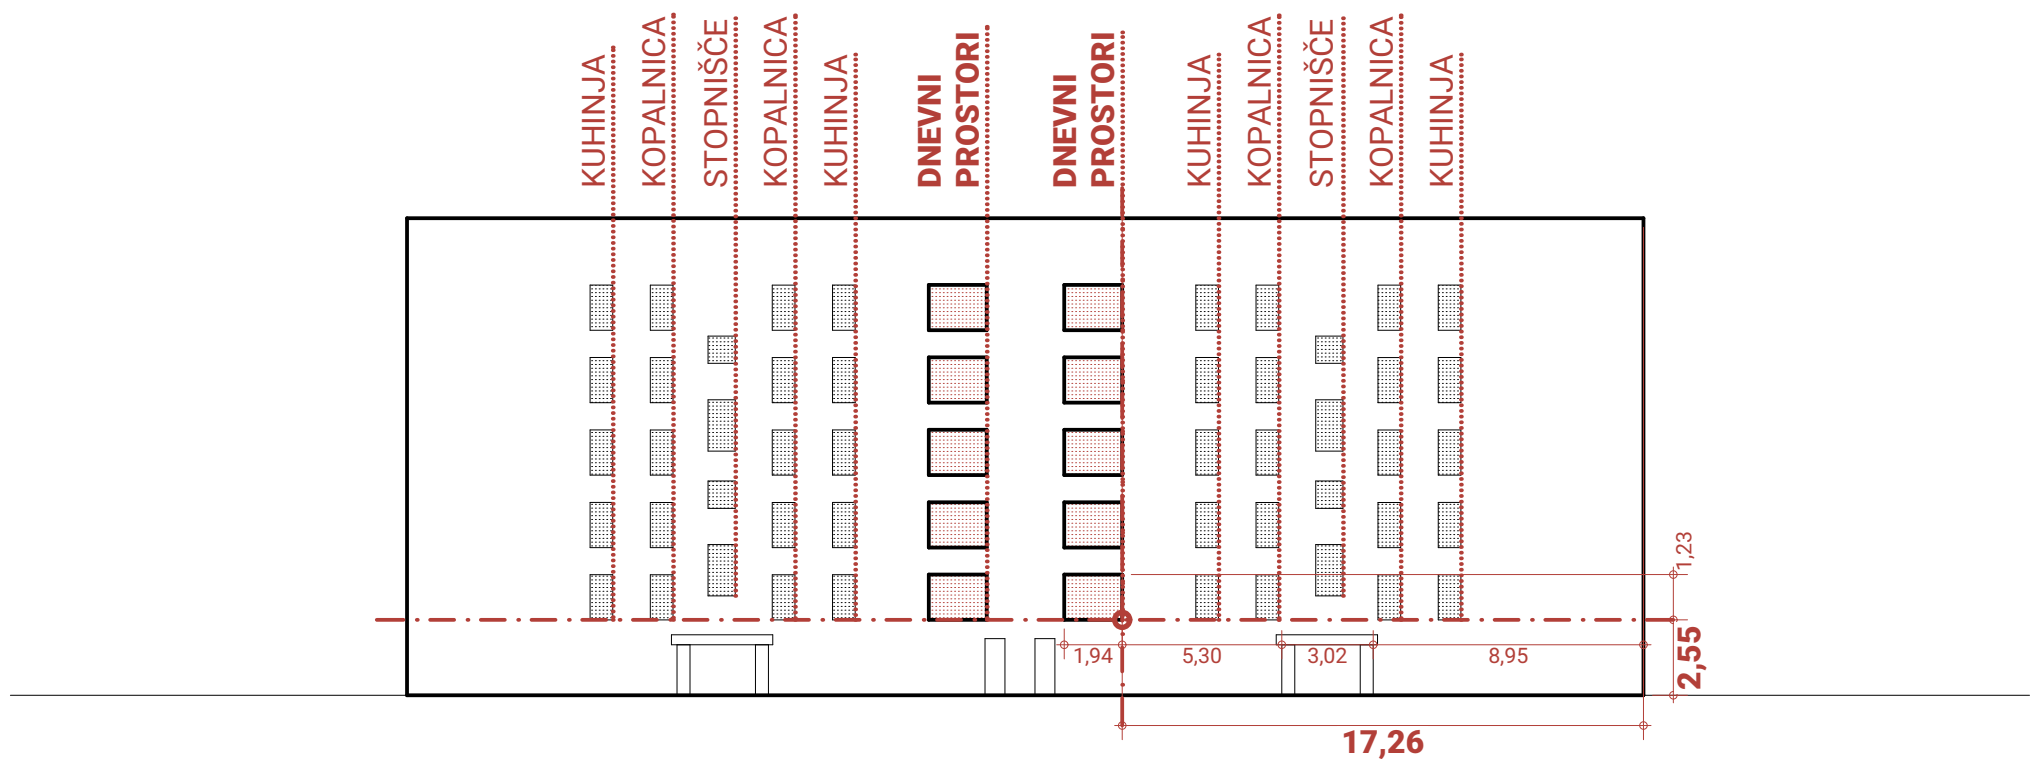 KUHINJA
KOPALNICA
STOPNIŠČE
KOPALNICA
KUHINJA
DNEVNI
PROSTORI
DNEVNI
PROSTORI
KUHINJA
KOPALNICA
STOPNIŠČE
KOPALNICA
KUHINJA
1,23
2,55
1,94
5,30
3,02
8,95
17,26